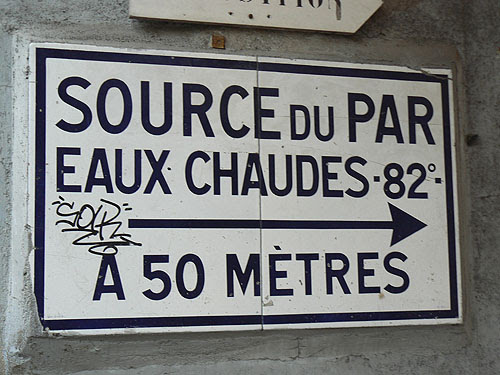 SOURCE DU PAR
EAUX CHAUDES-82°-
À 50 MÈTRES